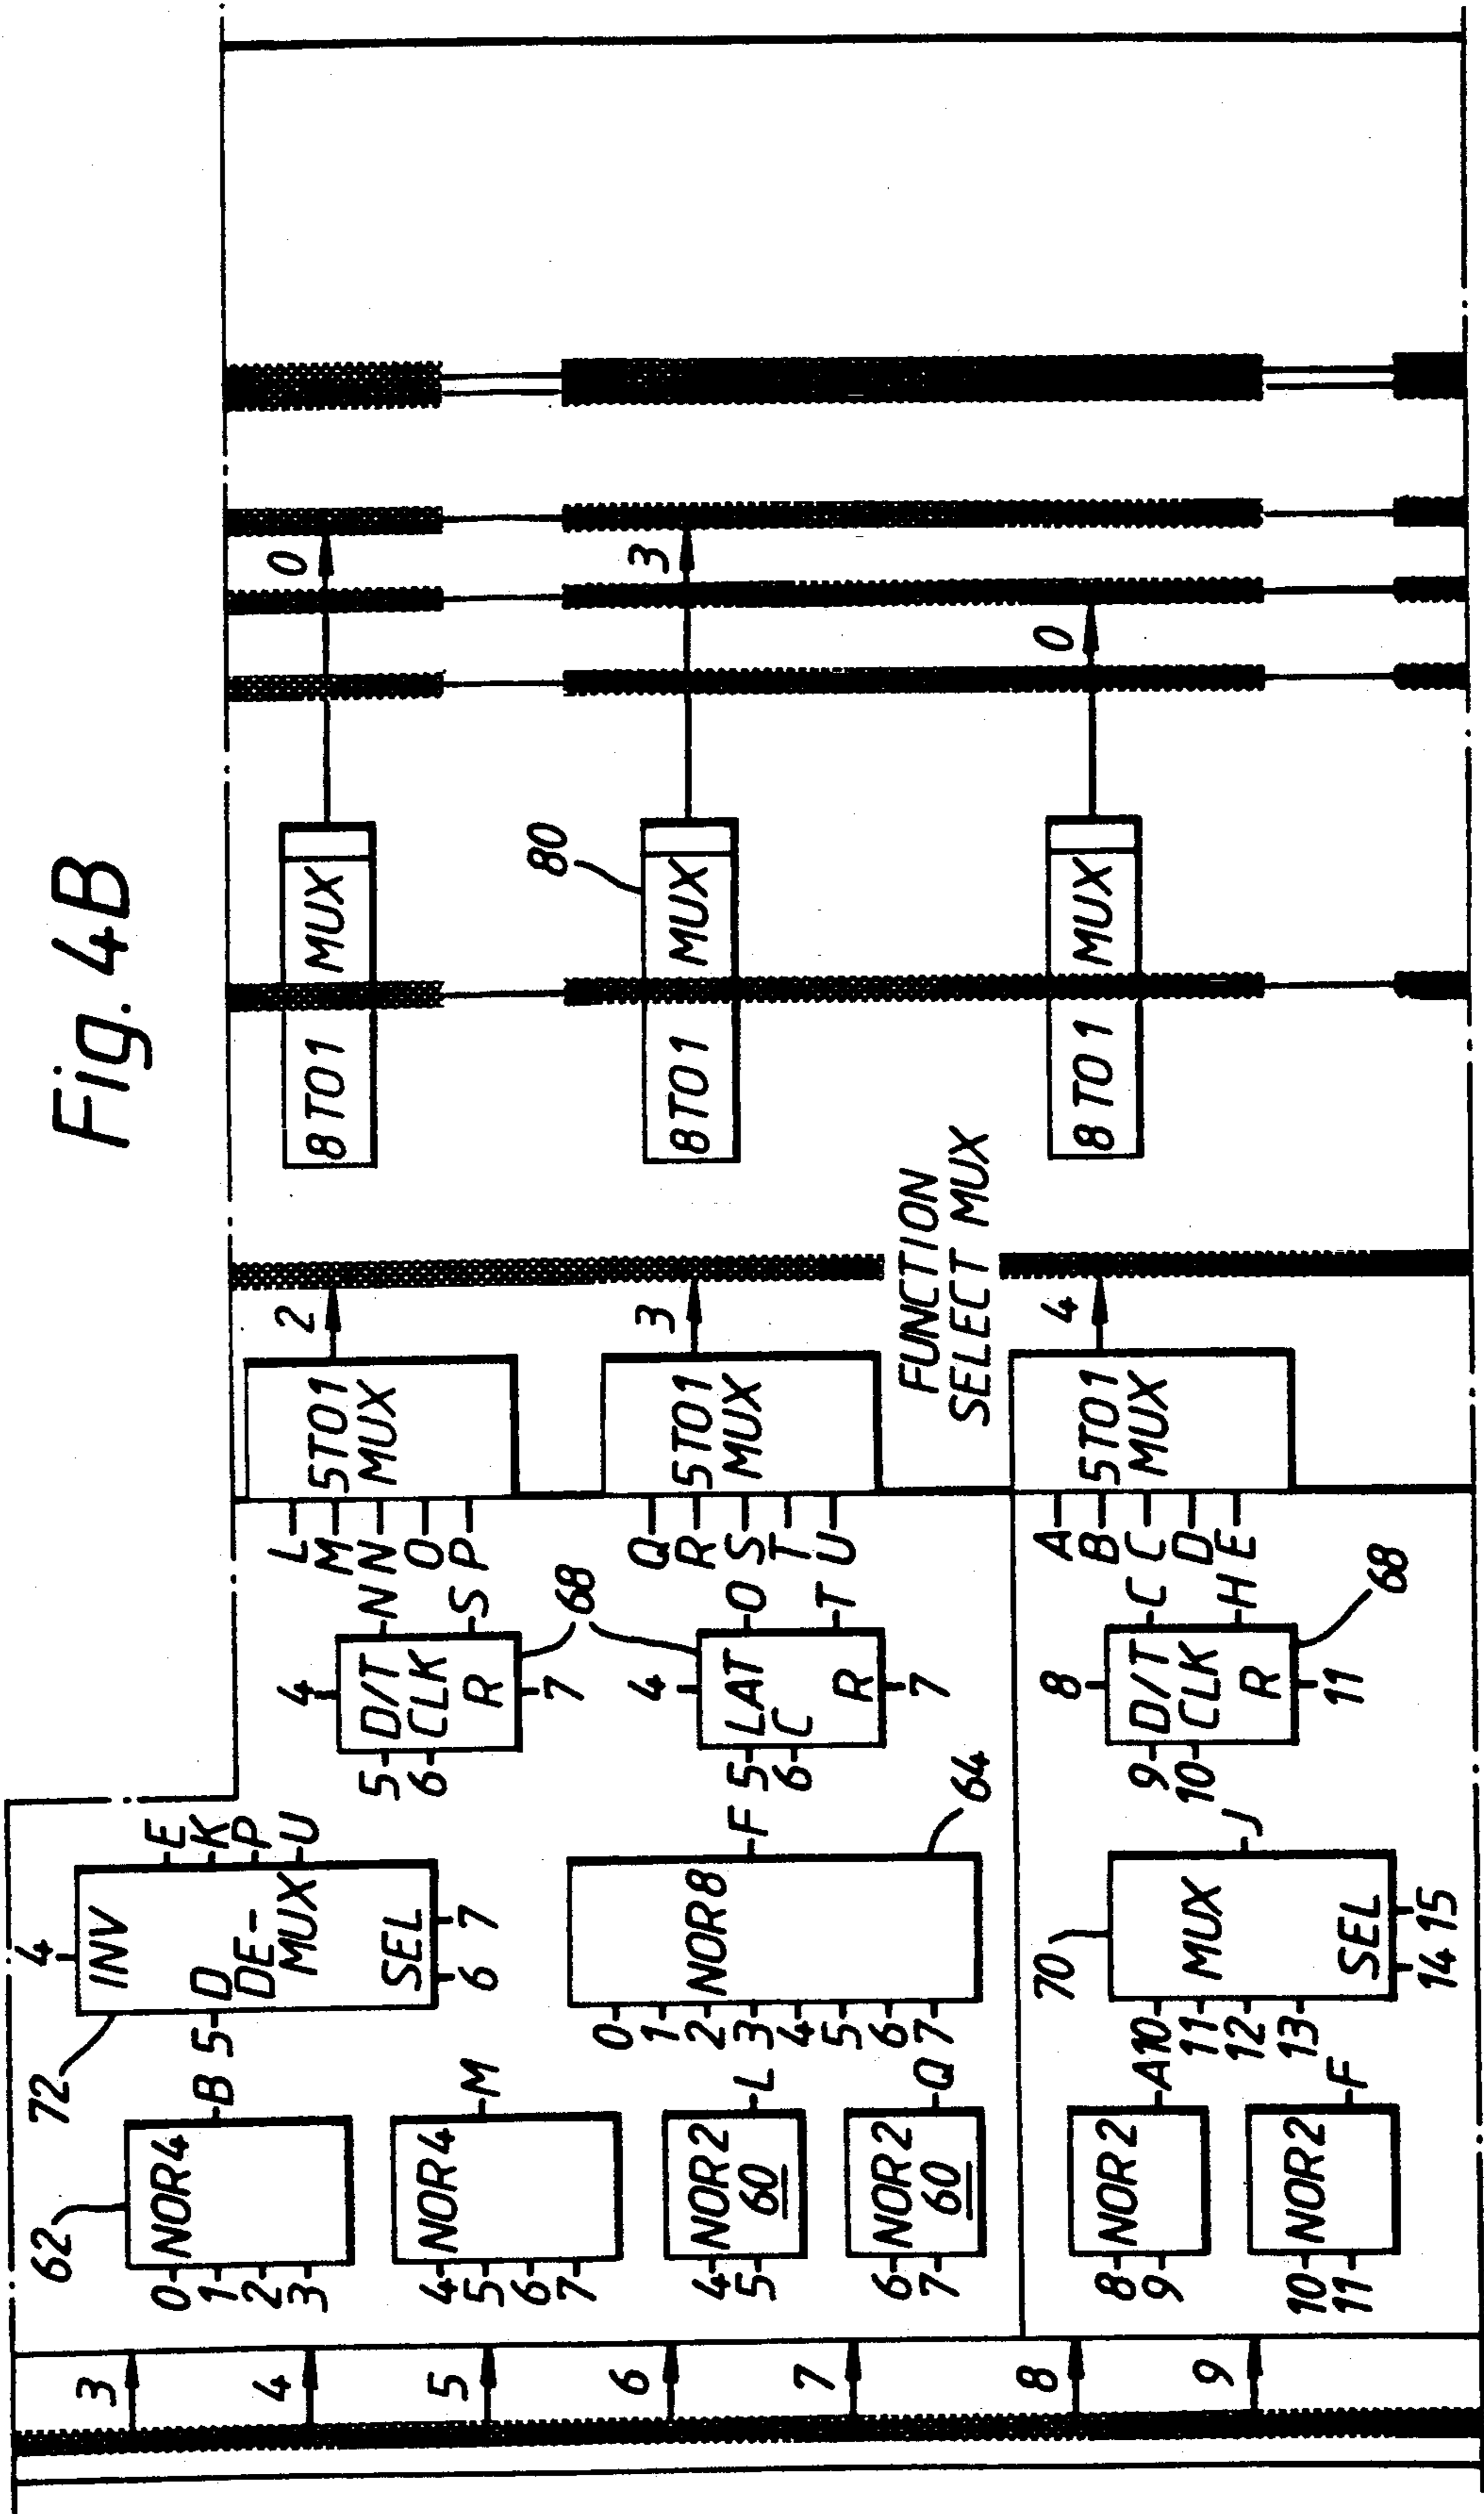 Fig. 4B
3
4
5
6
7
8
9
62
NOR4
0
1
2
3
B
72
4
INV
5
D
DE-
MUX
SEL
6 7
E
K
P
U
NOR4
4
5
6
7
M
4
D/T
CLK
R
5
6
7
N
S
68
L
M
N
O
P
5TO1
MUX
2
8TO1 MUX
0
NOR2
60
4
5
L
NOR2
60
6
7
Q
NOR8
0
1
2
3
4
5
6
7
F
64
4
LAT
C
R
5
6
7
O
T
Q
R
S
T
U
5TO1
MUX
3
80
8TO1 MUX
3
FUNCTION
SELECT MUX
NOR2
8
9
A
NOR2
10
11
F
70
MUX
SEL
10
11
12
13
14 15
J
8
D/T
CLK
R
9
10
11
C
H
68
A
B
C
D
E
5TO1
MUX
4
8TO1 MUX
0